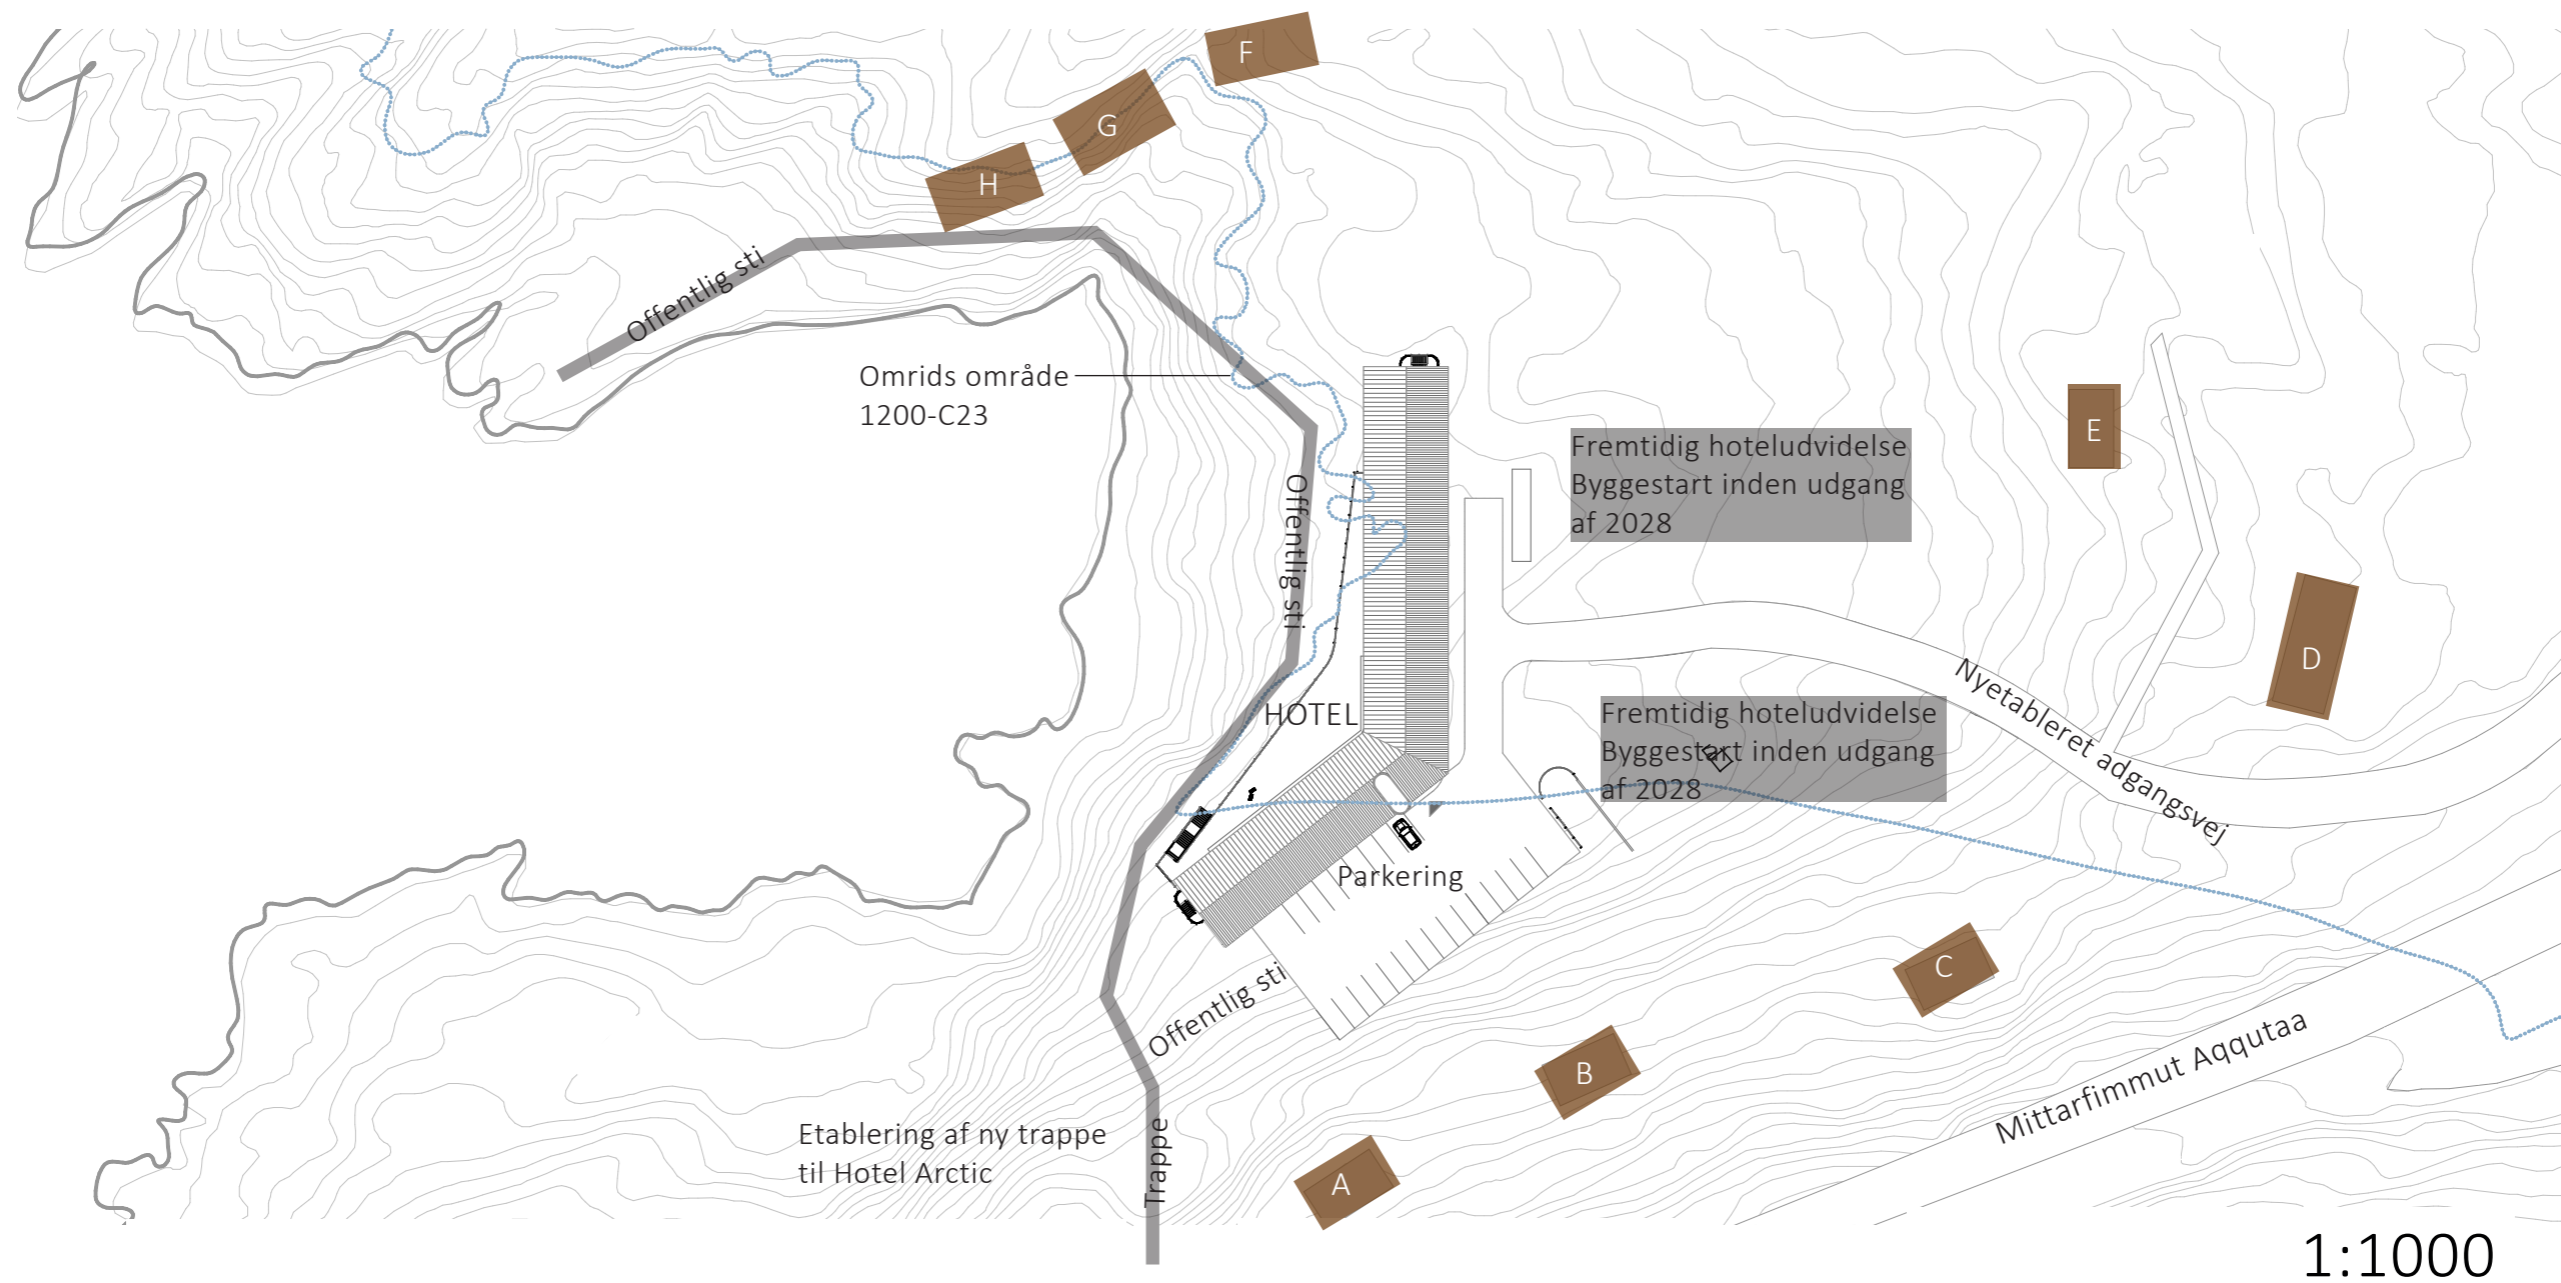 F
G
H
Offentlig sti
Omrids område
1200-C23
E
Fremtidig hoteludvidelse
Byggestart inden udgang
af 2028
Offentlig sti
D
Nyetableret adgangsvej
HOTEL
Fremtidig hoteludvidelse
Byggestart inden udgang
af 2028
Parkering
C
Offentlig sti
B
Mittarfimmut Aqqutaa
Etablering af ny trappe
til Hotel Arctic
Trappe
A
1:1000